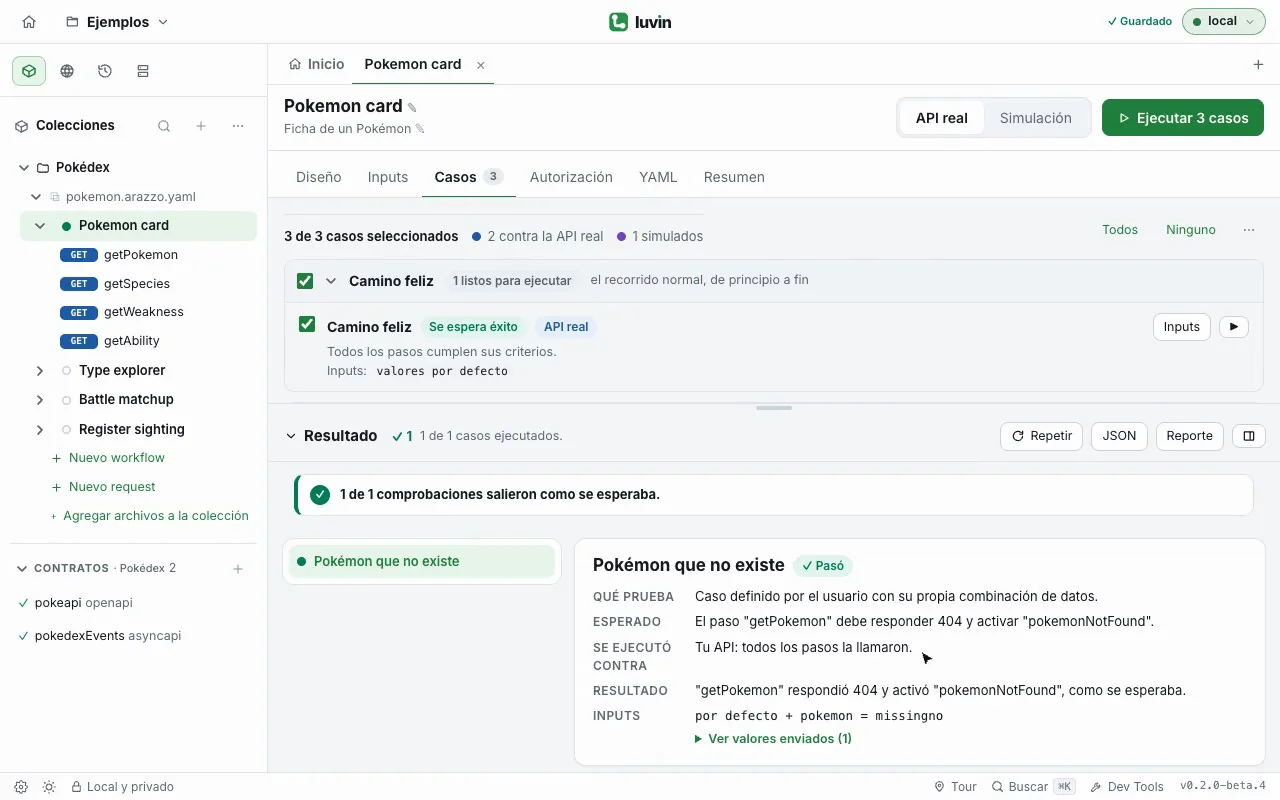 Ejemplos
luvin
Guardado
local
Inicio
Pokemon card
Colecciones
Pokemon card
Ficha de un Pokémon
API real
Simulación
Ejecutar 3 casos
Pokédex
pokemon.arazzo.yaml
Pokemon card
GET getPokemon
GET getSpecies
GET getWeakness
GET getAbility
Type explorer
Battle matchup
Register sighting
+ Nuevo workflow
+ Nuevo request
+ Agregar archivos a la colección
CONTRATOS · Pokédex 2
pokeapi openapi
pokedexEvents asyncapi
Diseño
Inputs
Casos 3
Autorización
YAML
Resumen
3 de 3 casos seleccionados
2 contra la API real
1 simulados
Todos
Ninguno
Camino feliz
1 listos para ejecutar
el recorrido normal, de principio a fin
Camino feliz
Se espera éxito
API real
Inputs
Todos los pasos cumplen sus criterios.
Inputs: valores por defecto
Resultado
1
1 de 1 casos ejecutados.
Repetir
JSON
Reporte
1 de 1 comprobaciones salieron como se esperaba.
Pokémon que no existe
Pokémon que no existe
Pasó
QUÉ PRUEBA Caso definido por el usuario con su propia combinación de datos.
ESPERADO El paso "getPokemon" debe responder 404 y activar "pokemonNotFound".
SE EJECUTÓ CONTRA Tu API: todos los pasos la llamaron.
RESULTADO "getPokemon" respondió 404 y activó "pokemonNotFound", como se esperaba.
INPUTS por defecto + pokemon = missingno
Ver valores enviados (1)
Local y privado
Tour
Buscar ⌘K
Dev Tools
v0.2.0-beta.4